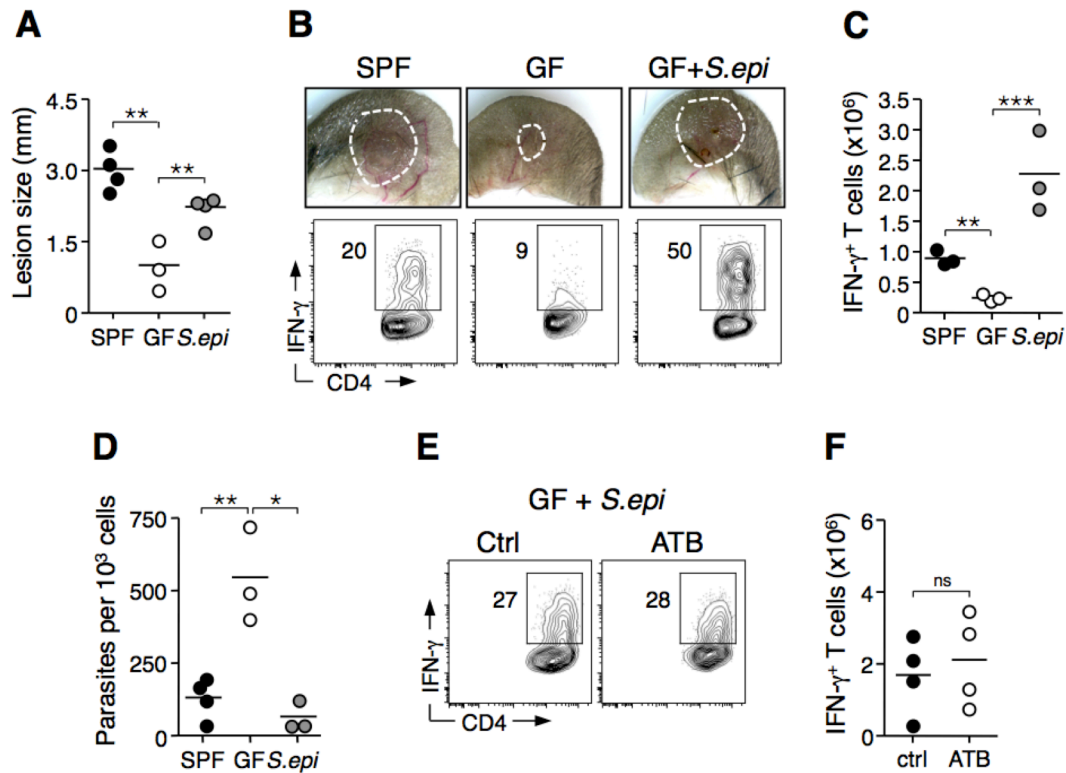 A
Lesion size (mm)
4.5
3.0
1.5
0
**
**
SPF GF S.epi
B
SPF GF GF+S.epi
20 9 50
IFN-γ
CD4
C
IFN-γ+ T cells (x10⁶)
3.5
3.0
2.5
2.0
1.5
1.0
0.5
0
***
**
SPF GF S.epi
D
Parasites per 10³ cells
750
500
250
0
** *
SPF GF S.epi
E
GF + S.epi
Ctrl ATB
27 28
IFN-γ
CD4
F
IFN-γ+ T cells (x10⁶)
6
4
2
0
ns
ctrl ATB